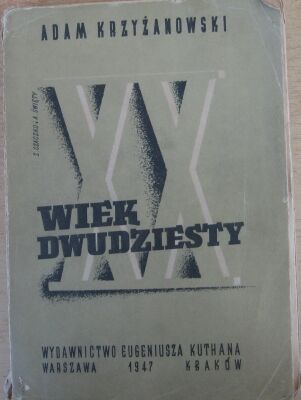 ADAM KRZYŻANOWSKI
XX
WIEK
DWUDZIESTY
WYDAWNICTWO EUGENIUSZA KUTHANA
WARSZAWA 1947 KRAKÓW